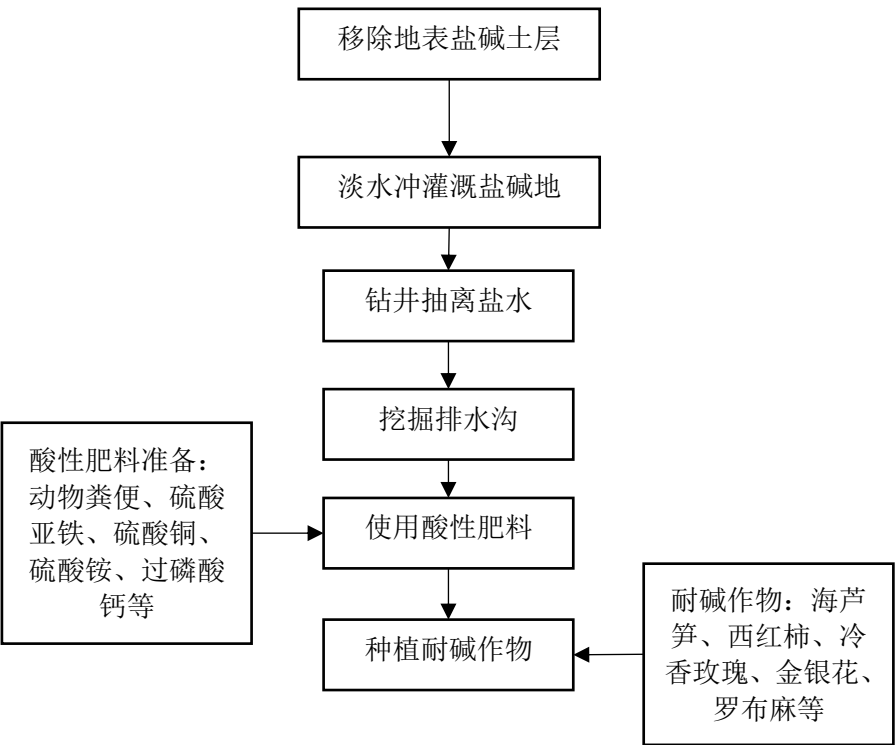 移除地表盐碱土层
淡水冲灌溉盐碱地
钻井抽离盐水
挖掘排水沟
酸性肥料准备：
动物粪便、硫酸
亚铁、硫酸铜、
硫酸铵、过磷酸
钙等
使用酸性肥料
种植耐碱作物
耐碱作物：海芦
笋、西红柿、冷
香玫瑰、金银花、
罗布麻等